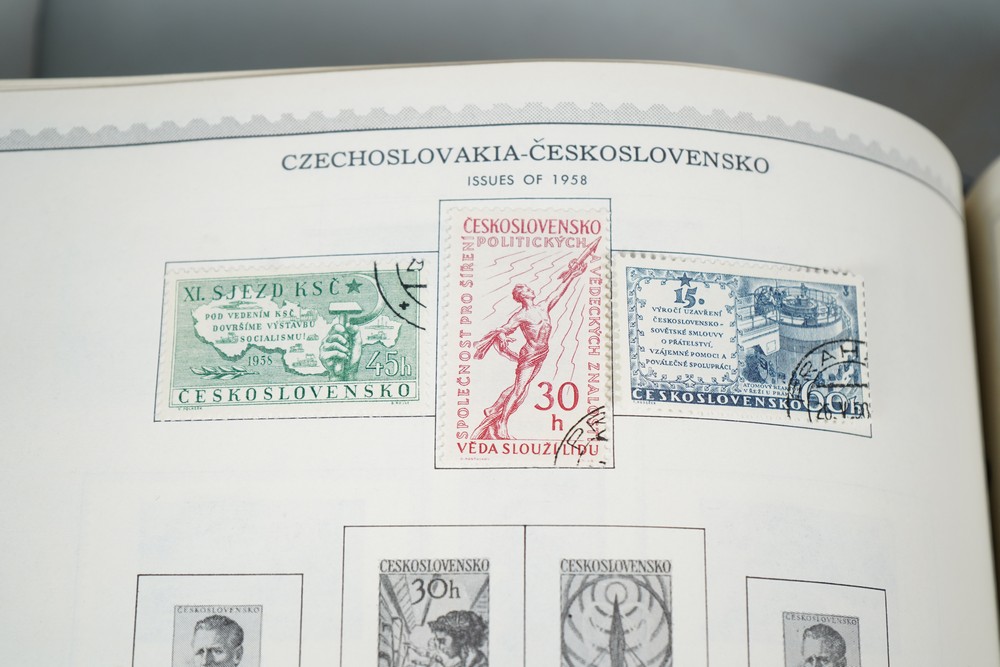 CZECHOSLOVAKIA-ČESKOSLOVENSKO
ISSUES OF 1958
XI. SJEZD KSČ
POD VEDENÍM KSČ
DOVRŠÍME VÝSTAVBU
SOCIALISMU!
1958
45h
ČESKOSLOVENSKO
ČESKOSLOVENSKO
SPOLEČNOST PRO ŠÍŘENÍ
POLITICKÝCH
A VĚDECKÝCH ZNALOSTÍ
30
h
VĚDA SLOUŽÍ LIDU
15.
VÝROČÍ UZAVŘENÍ
ČESKOSLOVENSKO-
SOVĚTSKÉ SMLOUVY
O PŘÁTELSTVÍ,
VZÁJEMNÉ POMOCI A
POVÁLEČNÉ SPOLUPRÁCI
ČESKOSLOVENSKO
60h
ČESKOSLOVENSKO
ČESKOSLOVENSKO
30h
ČESKOSLOVENSKO
ČESKOSLOVENSKO